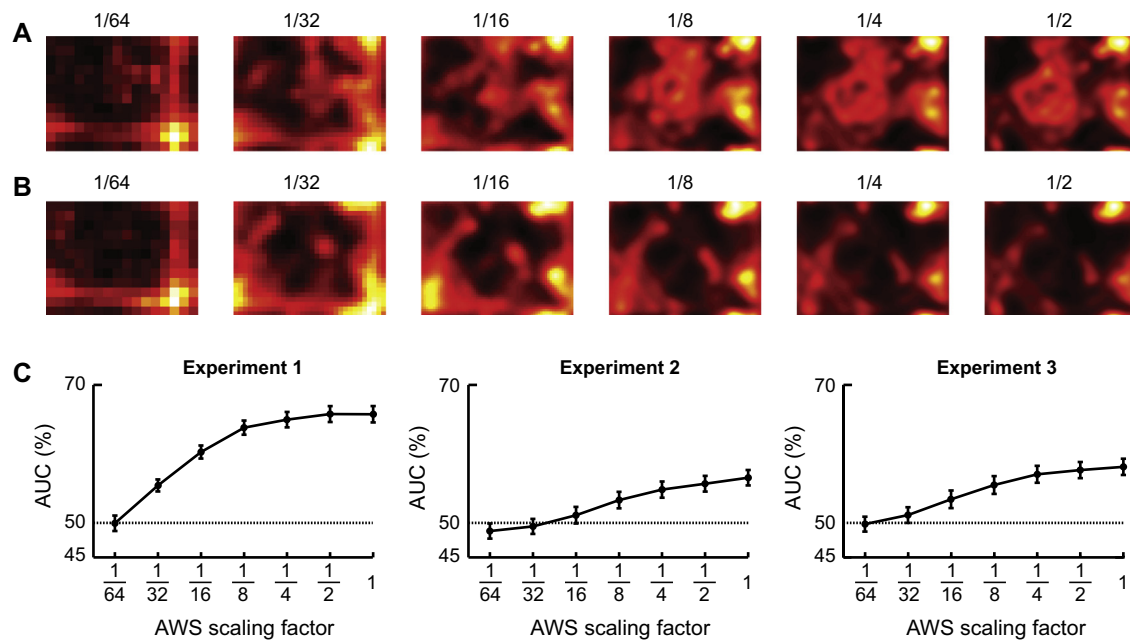 A
1/64 1/32 1/16 1/8 1/4 1/2
B
1/64 1/32 1/16 1/8 1/4 1/2
C
Experiment 1
70
50
45
AUC (%)
1/64 1/32 1/16 1/8 1/4 1/2 1
AWS scaling factor
Experiment 2
70
50
45
AUC (%)
1/64 1/32 1/16 1/8 1/4 1/2 1
AWS scaling factor
Experiment 3
70
50
45
AUC (%)
1/64 1/32 1/16 1/8 1/4 1/2 1
AWS scaling factor